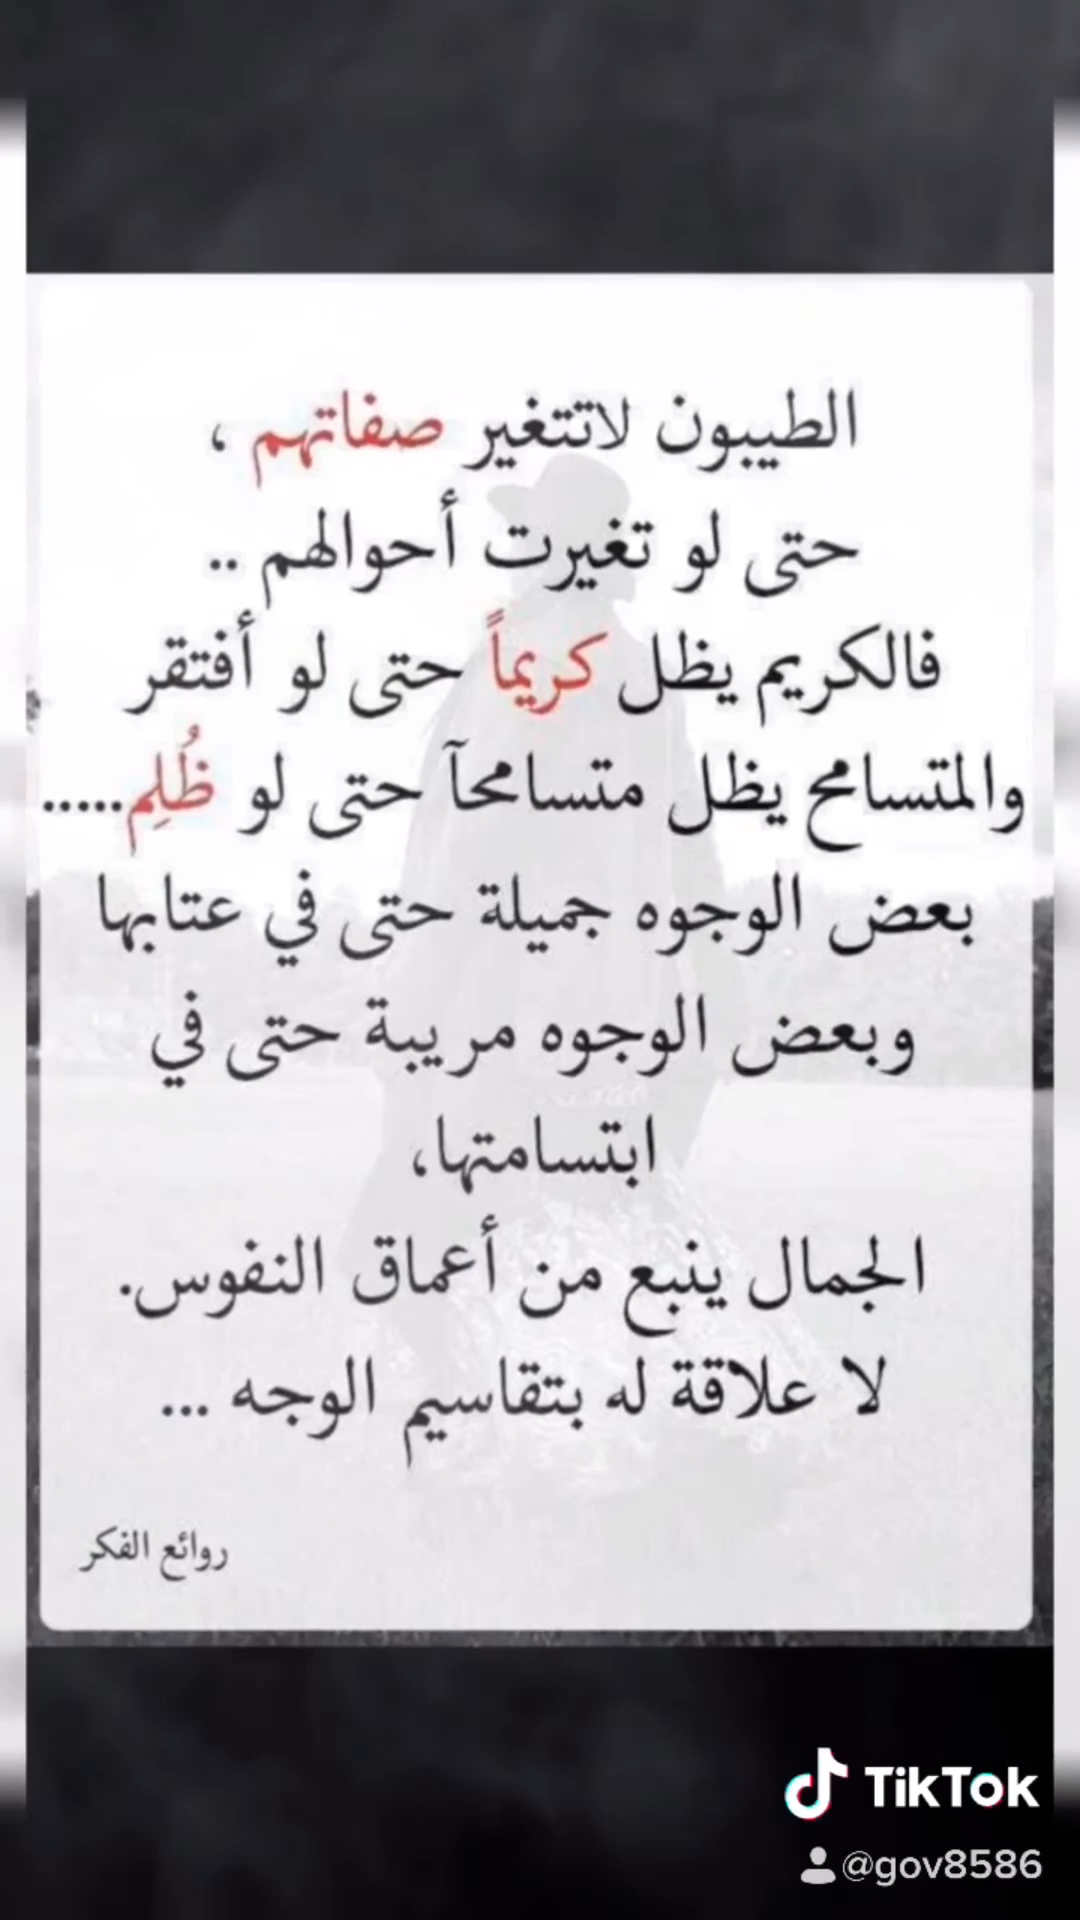 الطيبون لاتتغير صفاتهم ،
حتى لو تغيرت أحوالهم ..
فالكريم يظل كريماً حتى لو أفتقر
والمتسامح يظل متسامحآ حتى لو ظُلِم.....
بعض الوجوه جميلة حتى في عتابها
وبعض الوجوه مريبة حتى في
ابتسامتها،
الجمال ينبع من أعماق النفوس.
لا علاقة له بتقاسيم الوجه ...
روائع الفكر
TikTok
@gov8586